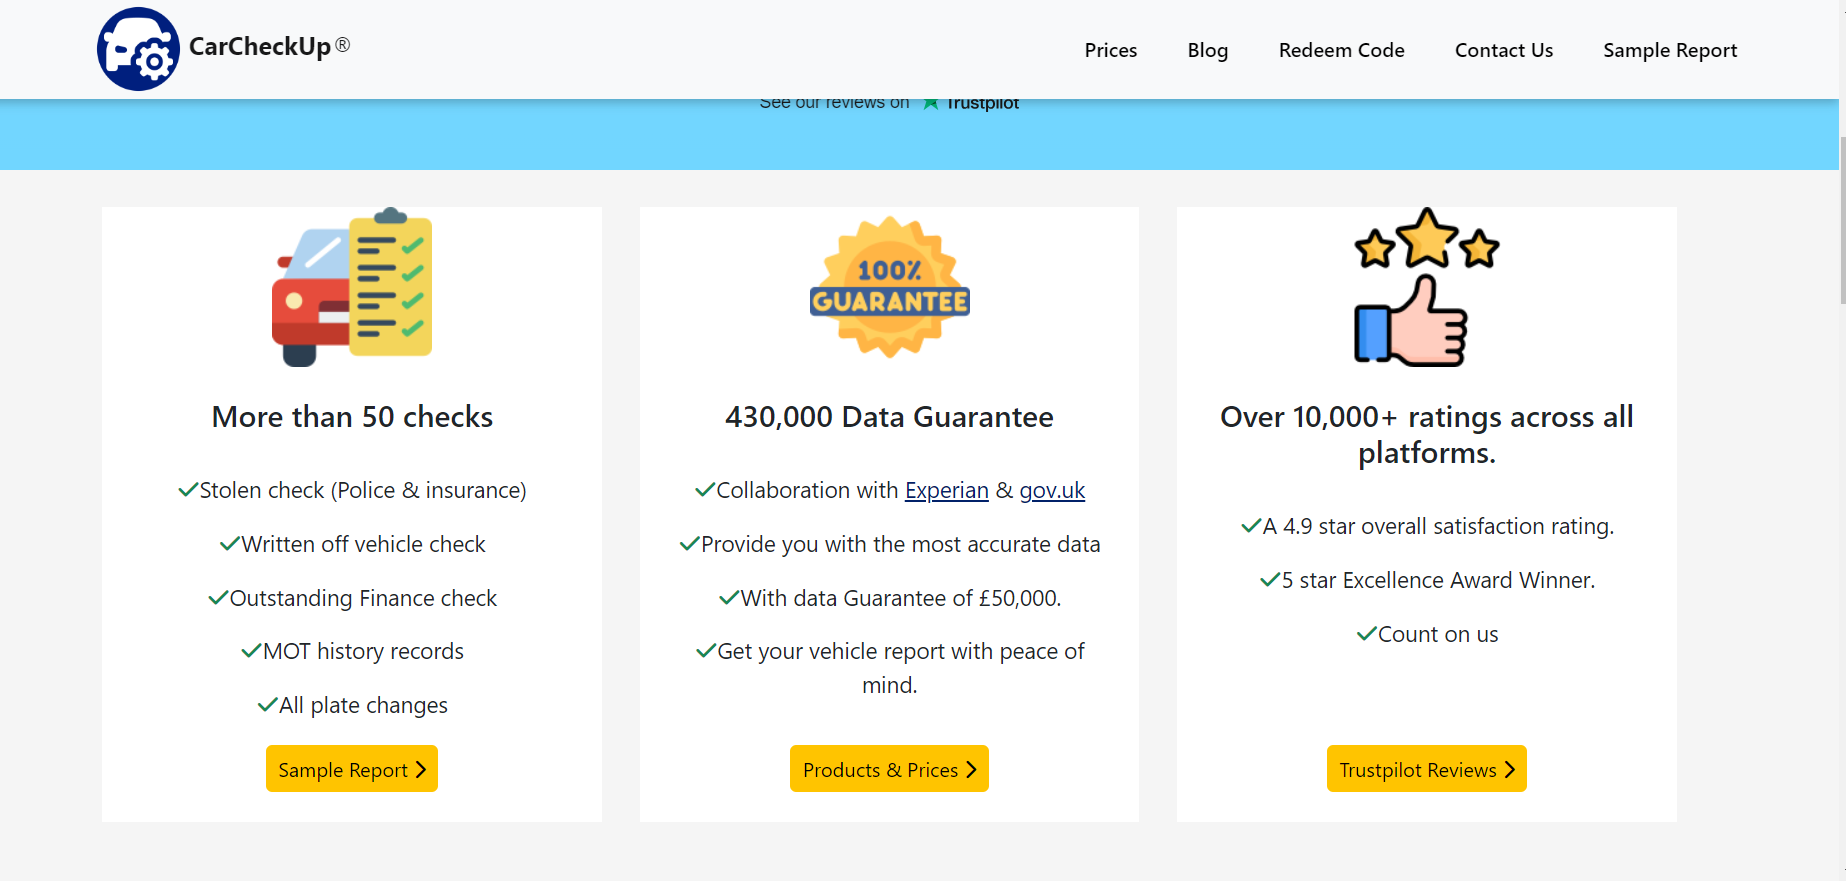 CarCheckUp ®
Prices
Blog
Redeem Code
Contact Us
Sample Report
See our reviews on Trustpilot
100%
GUARANTEE
More than 50 checks
Stolen check (Police & insurance)
Written off vehicle check
Outstanding Finance check
MOT history records
All plate changes
Sample Report
430,000 Data Guarantee
Collaboration with Experian & gov.uk
Provide you with the most accurate data
With data Guarantee of £50,000.
Get your vehicle report with peace of
mind.
Products & Prices
Over 10,000+ ratings across all
platforms.
A 4.9 star overall satisfaction rating.
5 star Excellence Award Winner.
Count on us
Trustpilot Reviews